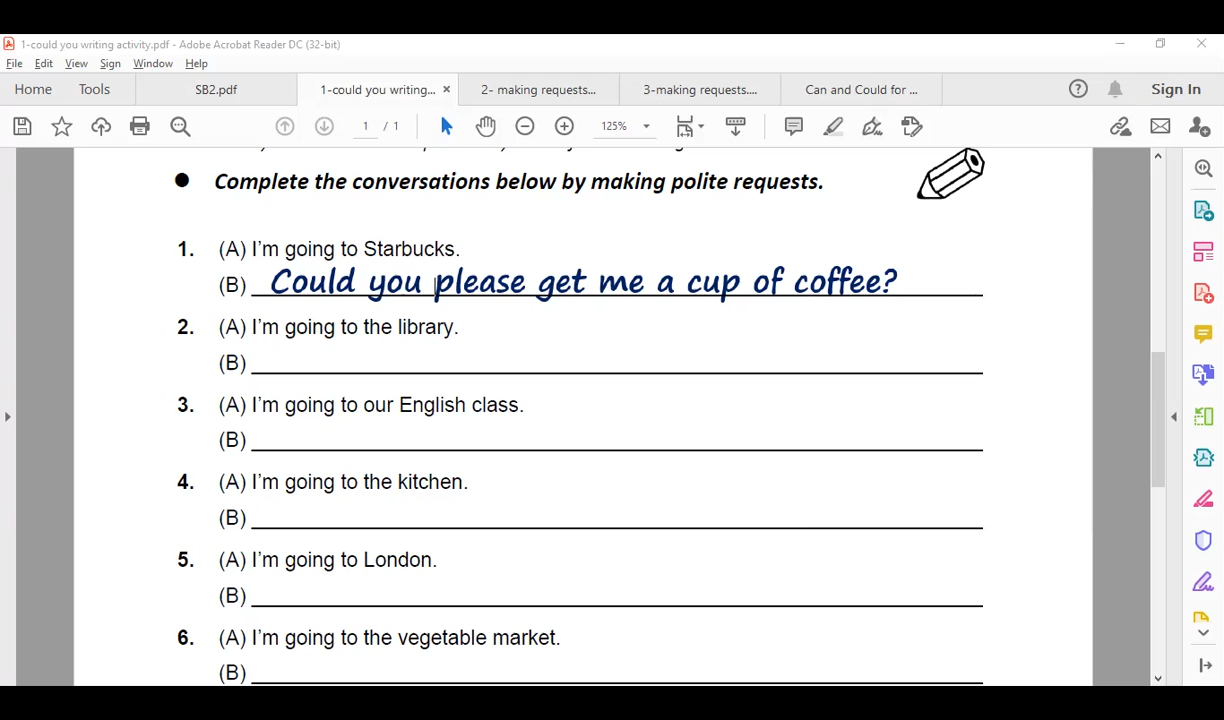 1-could you writing activity.pdf - Adobe Acrobat Reader DC (32-bit)
File Edit View Sign Window Help
Home Tools SB2.pdf 1-could you writing... × 2- making requests... 3-making requests.... Can and Could for ... Sign In
1 / 1 125%
Complete the conversations below by making polite requests.
1. (A) I'm going to Starbucks.
(B) Could you please get me a cup of coffee?
2. (A) I'm going to the library.
(B)
3. (A) I'm going to our English class.
(B)
4. (A) I'm going to the kitchen.
(B)
5. (A) I'm going to London.
(B)
6. (A) I'm going to the vegetable market.
(B)